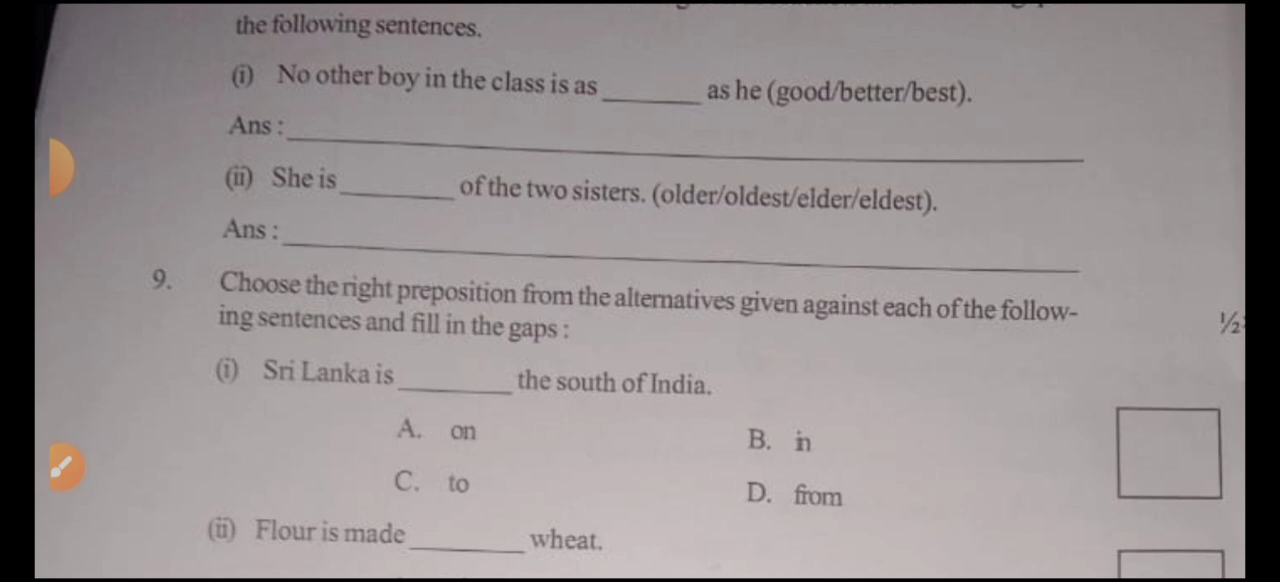 the following sentences.
(i) No other boy in the class is as ______ as he (good/better/best).
Ans : ______
(ii) She is ______ of the two sisters. (older/oldest/elder/eldest).
Ans : ______
9. Choose the right preposition from the alternatives given against each of the follow-
ing sentences and fill in the gaps : ½
(i) Sri Lanka is ______ the south of India.
A. on B. in
C. to D. from
(ii) Flour is made ______ wheat.